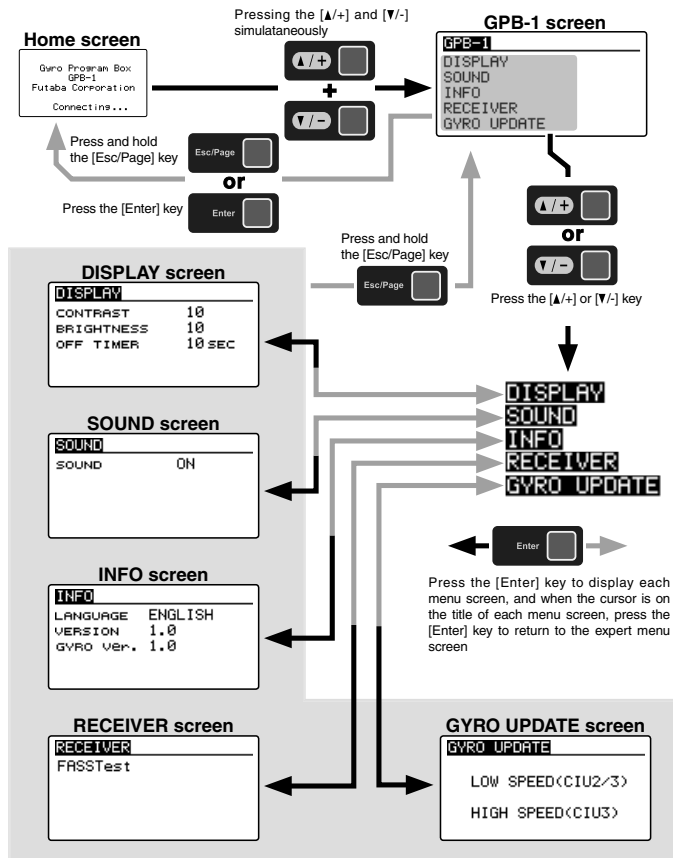 Pressing the [▲/+] and [▼/-]
simulataneously
Home screen
Gyro Program Box
GPB-1
Futaba Corporation
Connecting...
▲/+
+
▼/-
GPB-1 screen
GPB-1
DISPLAY
SOUND
INFO
RECEIVER
GYRO UPDATE
Press and hold
the [Esc/Page] key
Esc/Page
or
Press the [Enter] key
Enter
▲/+
or
▼/-
Press the [▲/+] or [▼/-] key
Press and hold
the [Esc/Page] key
Esc/Page
DISPLAY screen
DISPLAY
CONTRAST 10
BRIGHTNESS 10
OFF TIMER 10 SEC
SOUND screen
SOUND
SOUND ON
INFO screen
INFO
LANGUAGE ENGLISH
VERSION 1.0
GYRO Ver. 1.0
RECEIVER screen
RECEIVER
FASSTest
DISPLAY
SOUND
INFO
RECEIVER
GYRO UPDATE
Enter
Press the [Enter] key to display each
menu screen, and when the cursor is on
the title of each menu screen, press the
[Enter] key to return to the expert menu
screen
GYRO UPDATE screen
GYRO UPDATE
LOW SPEED(CIU2/3)
HIGH SPEED(CIU3)